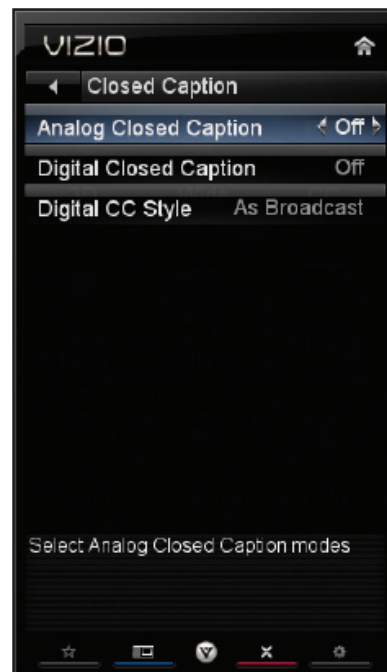 VIZIO
Closed Caption
Analog Closed Caption Off
Digital Closed Caption Off
Digital CC Style As Broadcast
Select Analog Closed Caption modes
V